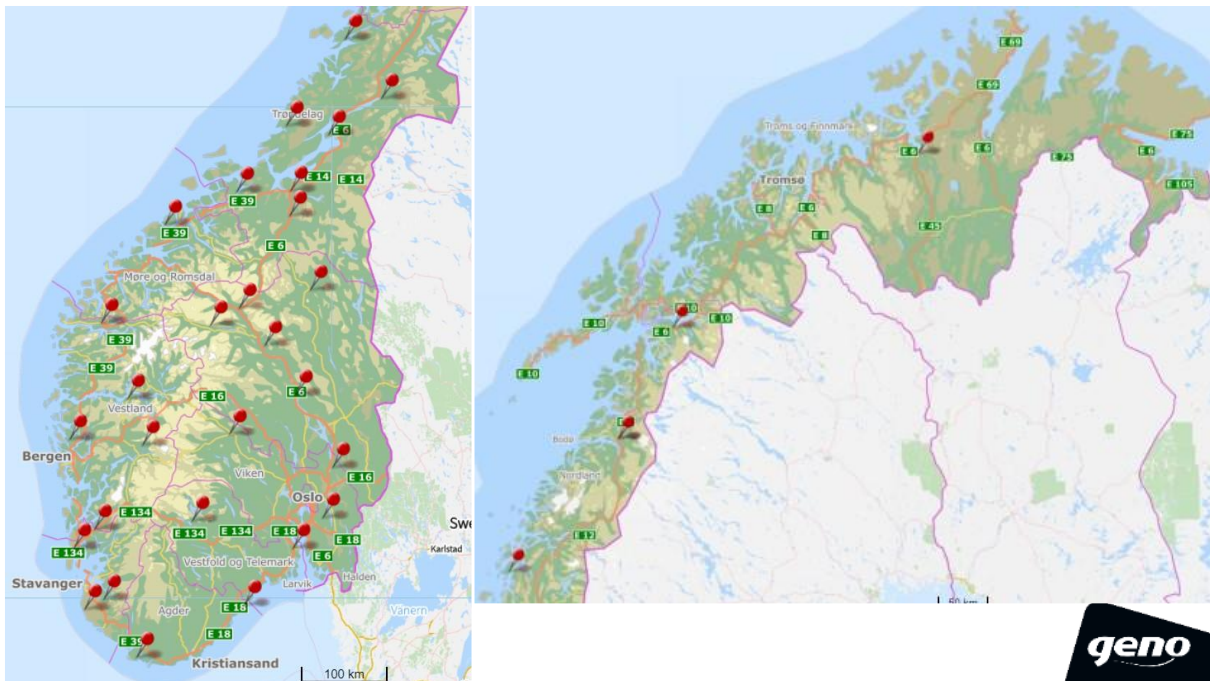 Trøndelag
E 6
E 14
E 14
E 39
E 39
E 6
Møre og Romsdal
E 39
E 39
E 16
E 6
Vestland
Bergen
Viken
E 16
Oslo
E 134
E 134
E 134
E 18
E 18
E 134
E 6
Swe
Karlstad
Vestfold og Telemark
Stavanger
Larvik
Halden
Agder
E 18
Vänern
E 39
E 18
Kristiansand
100 km
E 69
E 69
Troms og Finnmark
E 6
E 6
E 75
E 75
E 6
Tromsø
E 105
E 8
E 6
E 45
E 8
E 10
E 10
E 6
E 10
E 10
Bodø
Nordland
E 12
50 km
geno